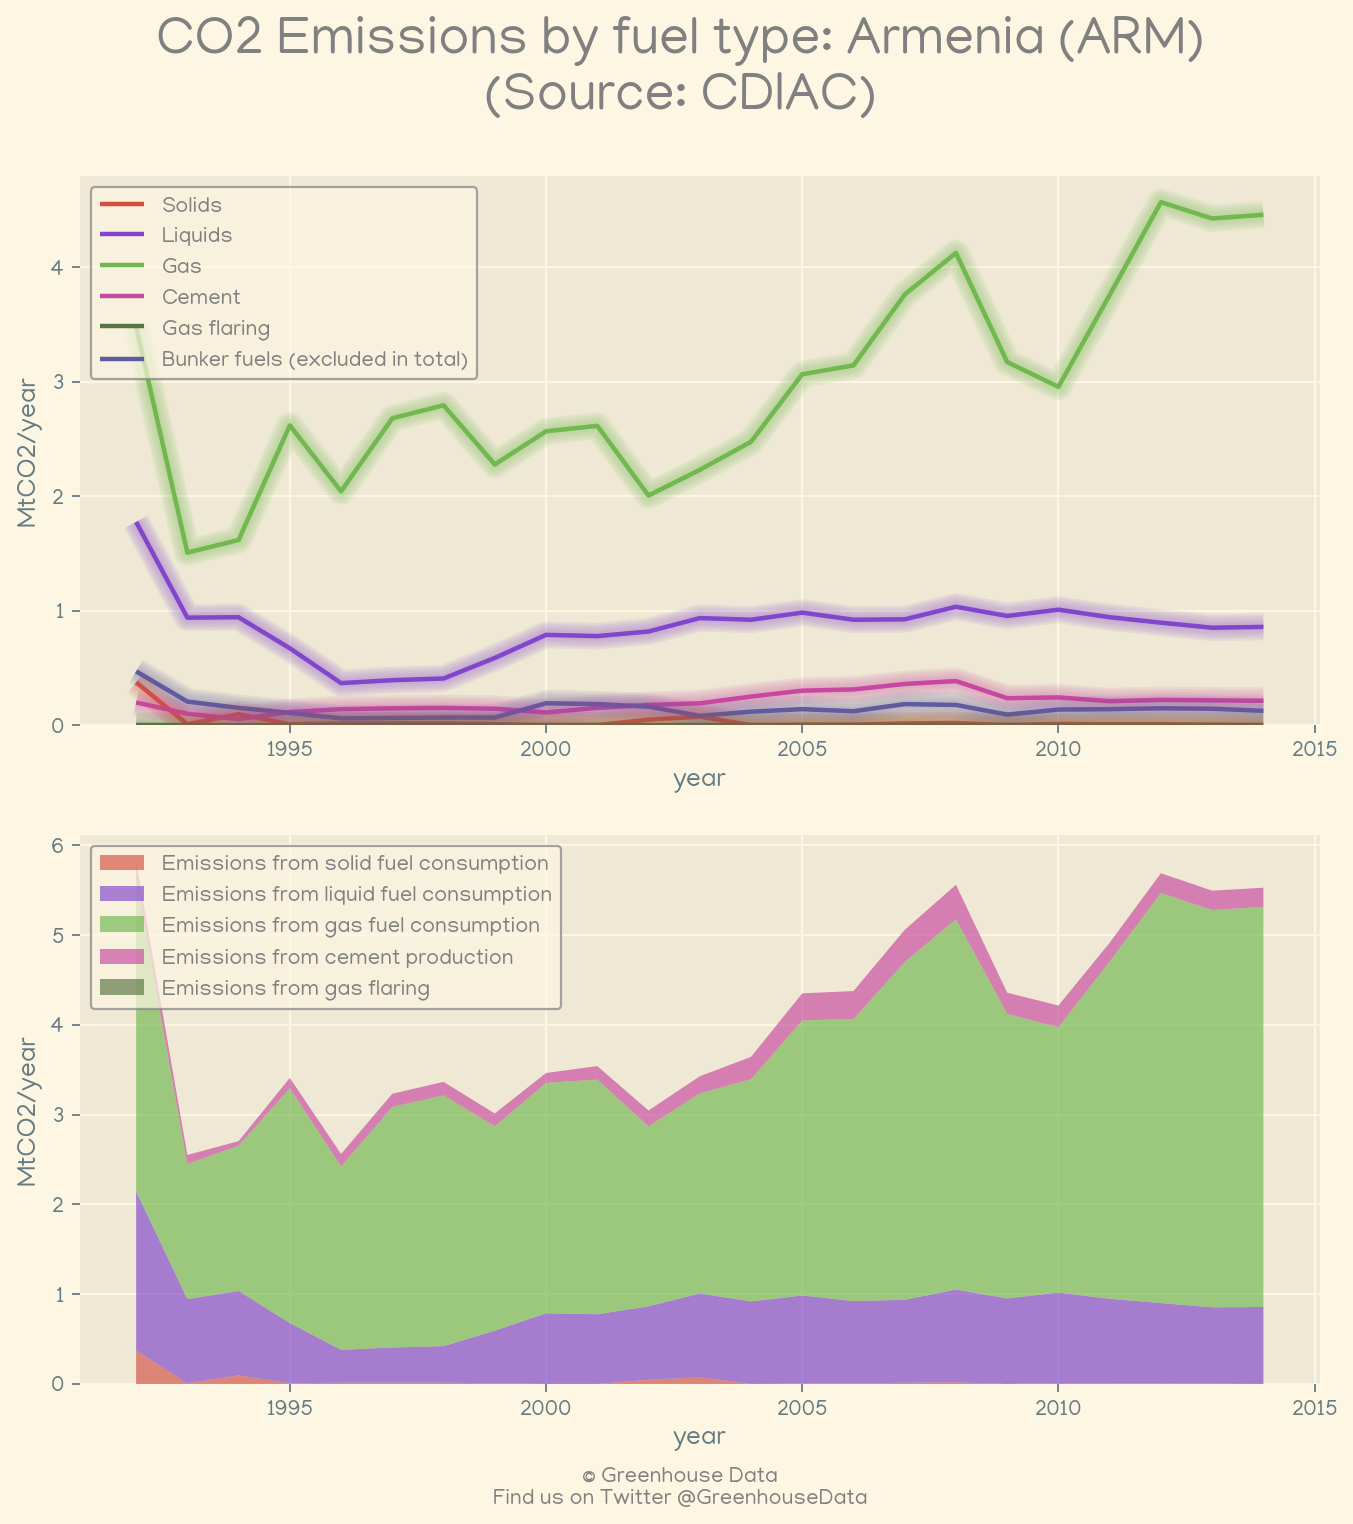 CO2 Emissions by fuel type: Armenia (ARM)
(Source: CDIAC)
Solids
Liquids
Gas
Cement
Gas flaring
Bunker fuels (excluded in total)
MtCO2/year
4
3
2
1
0
1995
2000
2005
2010
2015
year
Emissions from solid fuel consumption
Emissions from liquid fuel consumption
Emissions from gas fuel consumption
Emissions from cement production
Emissions from gas flaring
MtCO2/year
6
5
4
3
2
1
0
1995
2000
2005
2010
2015
year
© Greenhouse Data
Find us on Twitter @GreenhouseData